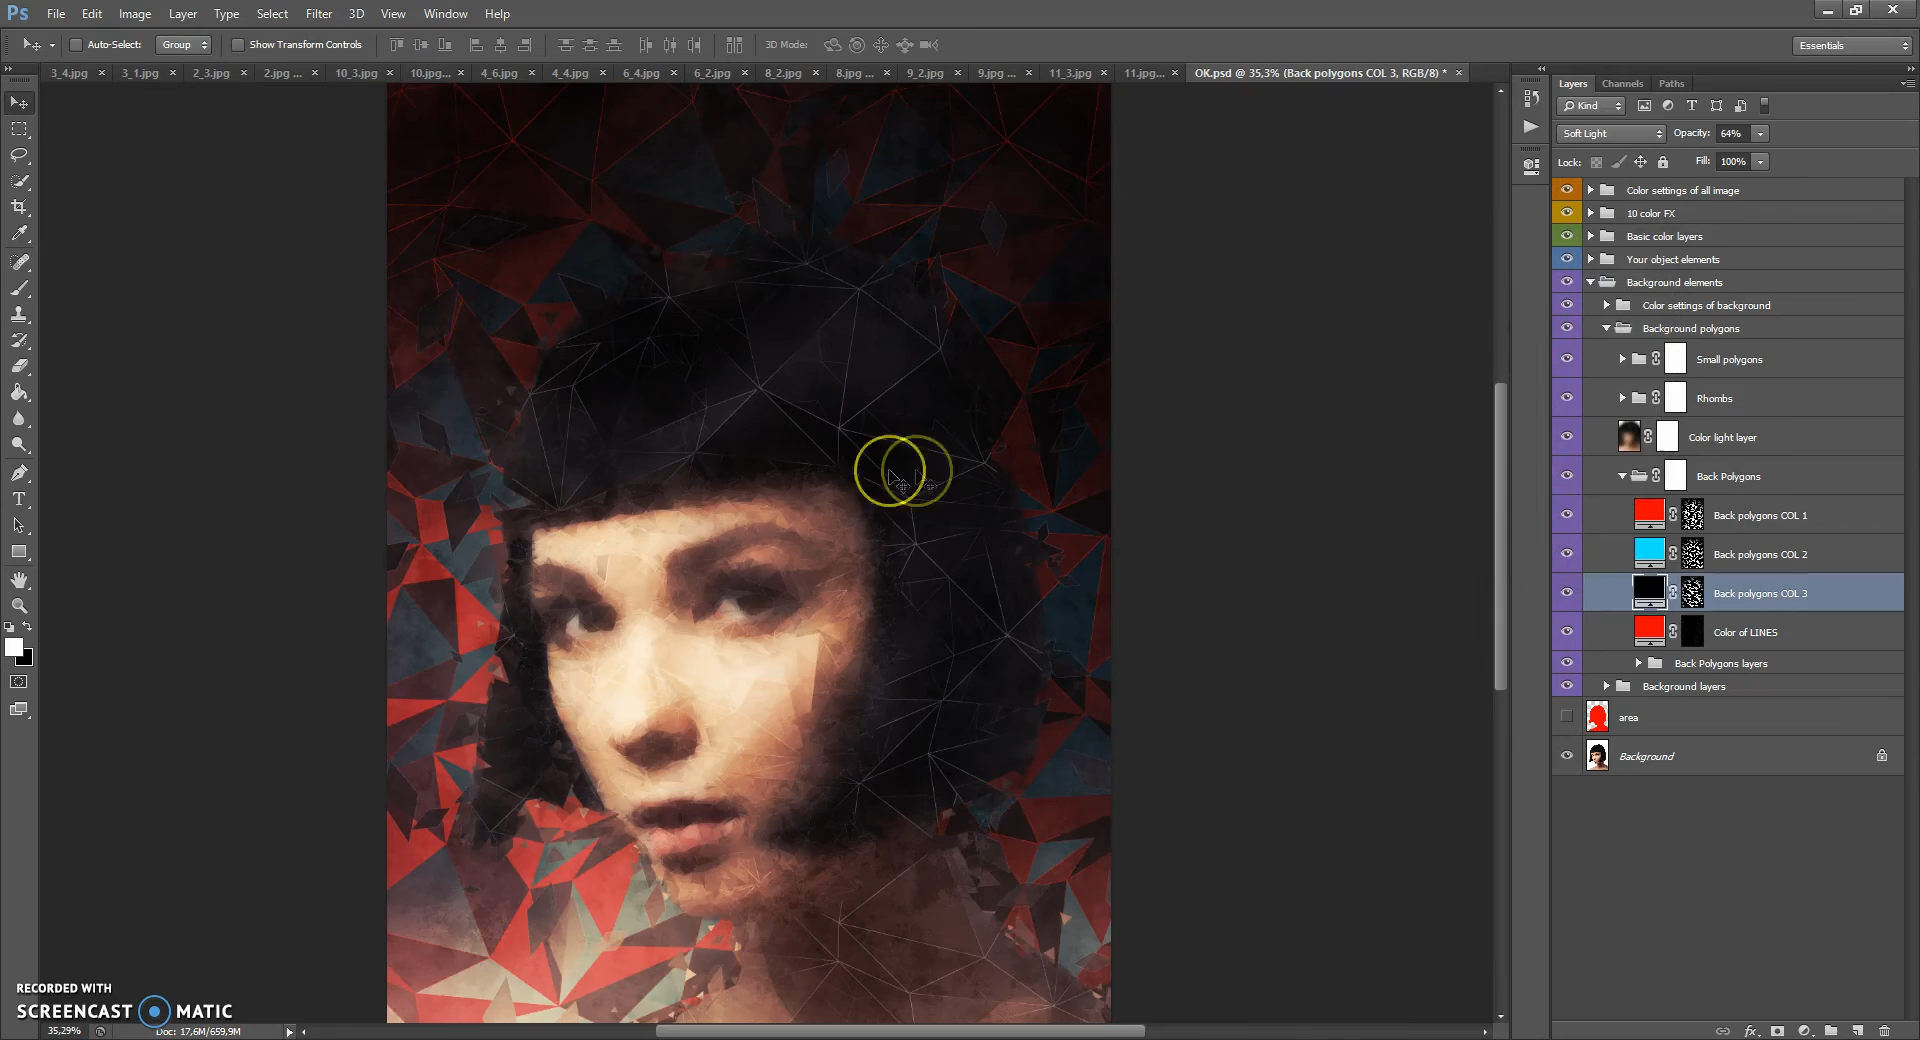 Ps File Edit Image Layer Type Select Filter 3D View Window Help
Auto-Select: Group Show Transform Controls 3D Mode: Essentials
3_4.jpg × 3_1.jpg × 2_3.jpg × 2.jpg ... × 10_3.jpg × 10.jpg... × 4_6.jpg × 4_4.jpg × 6_4.jpg × 6_2.jpg × 8_2.jpg × 8.jpg ... × 9_2.jpg × 9.jpg ... × 11_3.jpg × 11.jpg... × OK.psd @ 35,3% (Back polygons COL 3, RGB/8) * ×
Layers Channels Paths
Kind
Soft Light Opacity: 64%
Lock: Fill: 100%
Color settings of all image
10 color FX
Basic color layers
Your object elements
Background elements
Color settings of background
Background polygons
Small polygons
Rhombs
Color light layer
Back Polygons
Back polygons COL 1
Back polygons COL 2
Back polygons COL 3
Color of LINES
Back Polygons layers
Background layers
area
Background
RECORDED WITH
SCREENCAST MATIC
35,29% Doc: 17,6M/659,9M
fx